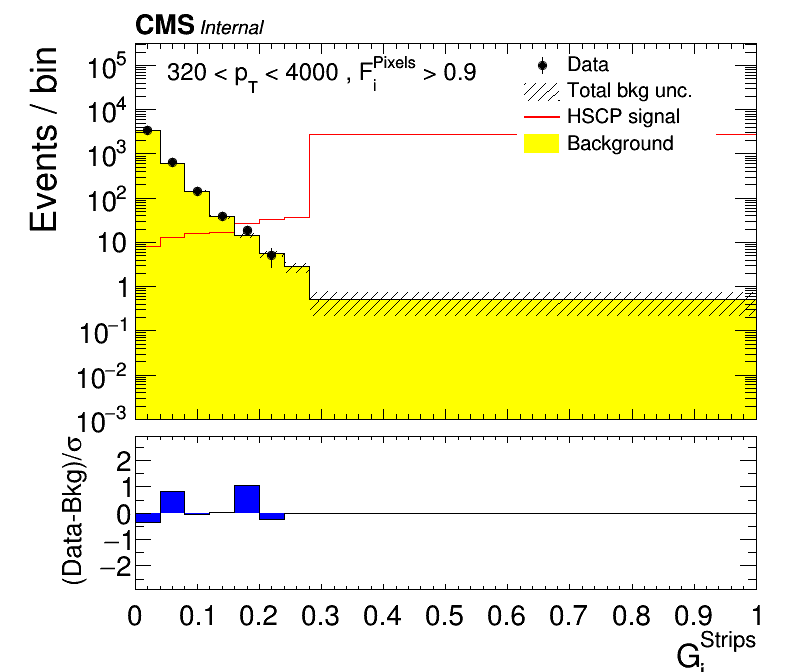 CMS Internal
320 < p_T < 4000 , F_i^Pixels > 0.9
Data
Total bkg unc.
HSCP signal
Background
Events / bin
10^5
10^4
10^3
10^2
10
1
10^−1
10^−2
10^−3
(Data-Bkg)/σ
2
1
0
−1
−2
0 0.1 0.2 0.3 0.4 0.5 0.6 0.7 0.8 0.9 1
G_i^Strips